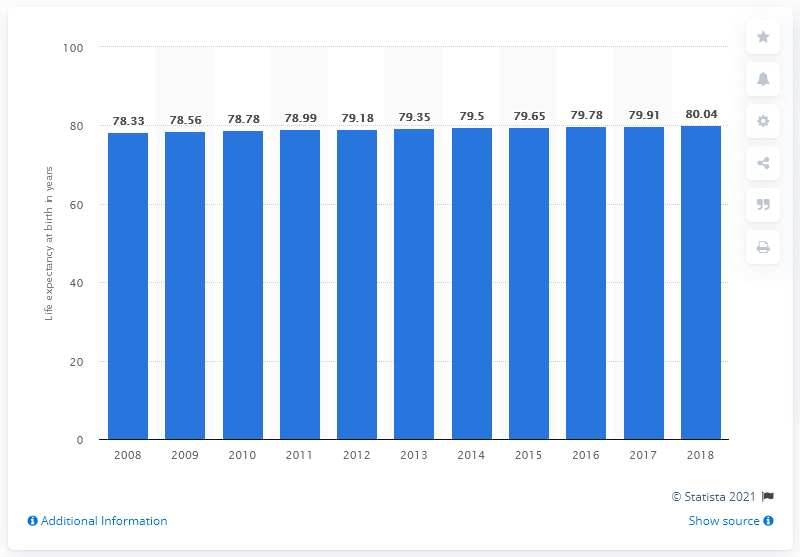 100
80
60
40
20
0
Life expectancy at birth in years
78.33 78.56 78.78 78.99 79.18 79.35 79.5 79.65 79.78 79.91 80.04
2008 2009 2010 2011 2012 2013 2014 2015 2016 2017 2018
© Statista 2021
Additional Information
Show source